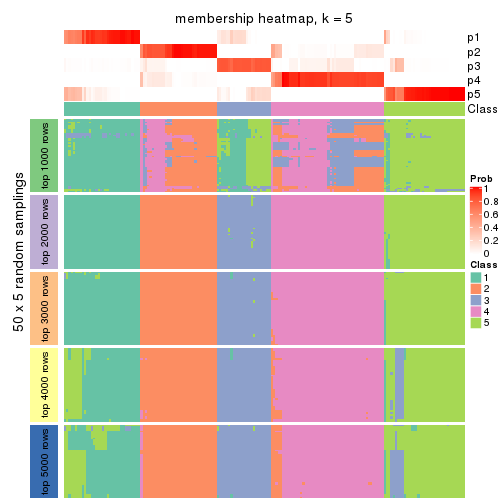 membership heatmap, k = 5
p1
p2
p3
p4
p5
Class
50 x 5 random samplings
top 1000 rows
top 2000 rows
top 3000 rows
top 4000 rows
top 5000 rows
Prob
1
0.8
0.6
0.4
0.2
0
Class
1
2
3
4
5